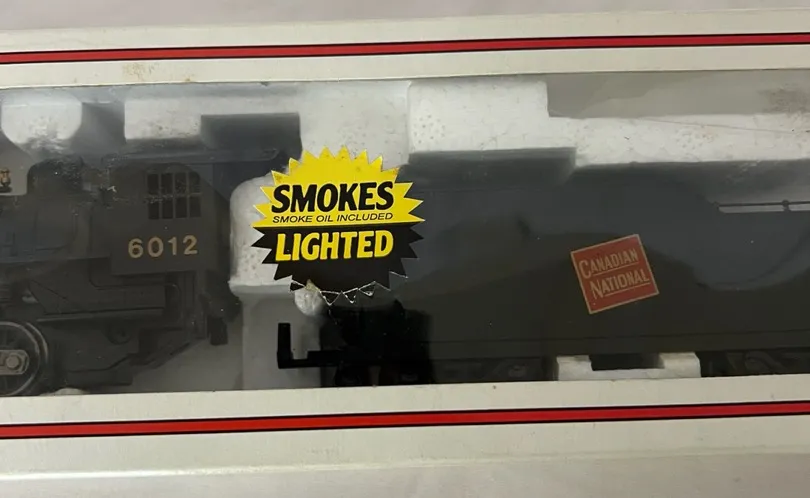 SMOKES
SMOKE OIL INCLUDED
LIGHTED
6012
CANADIAN
NATIONAL